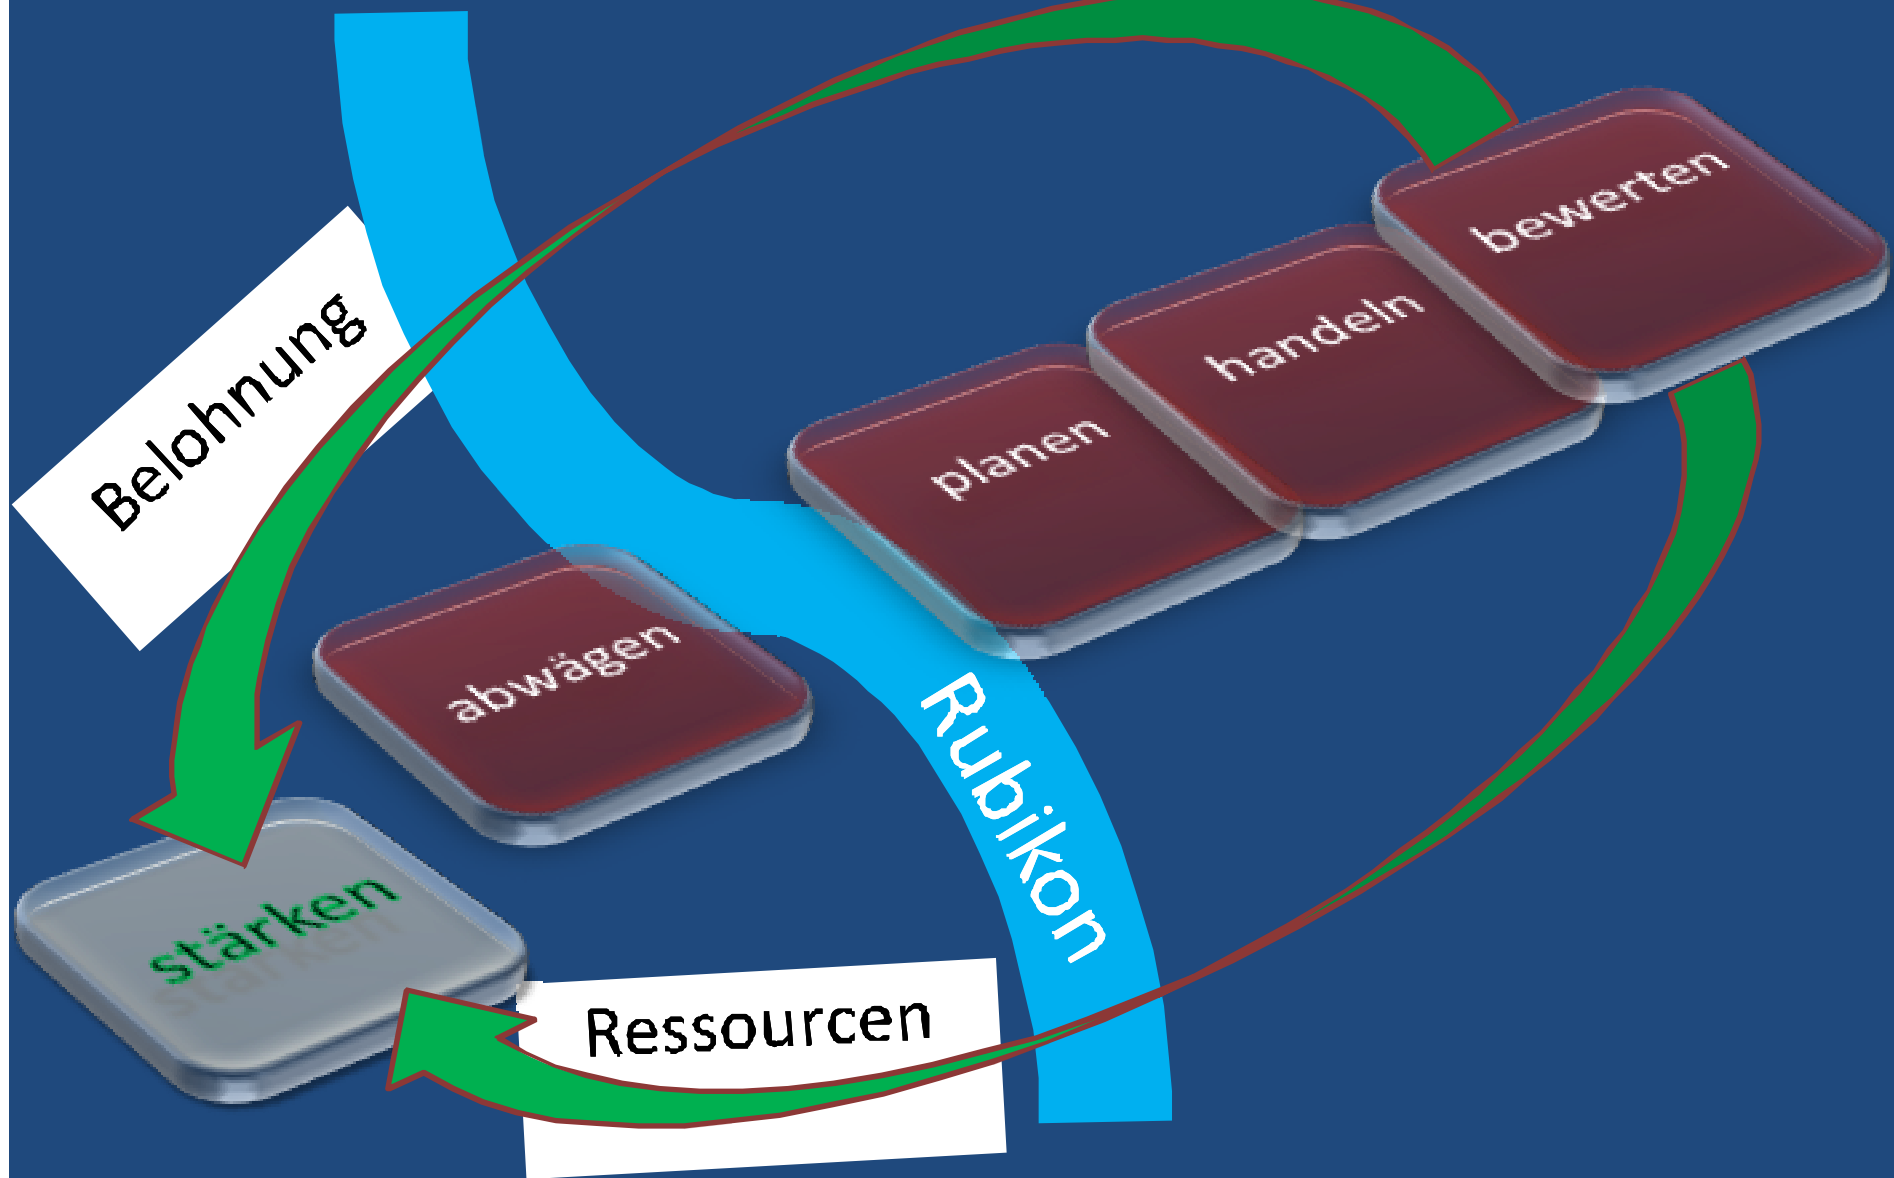 bewerten
handeln
planen
Belohnung
abwägen
Rubikon
stärken
Ressourcen